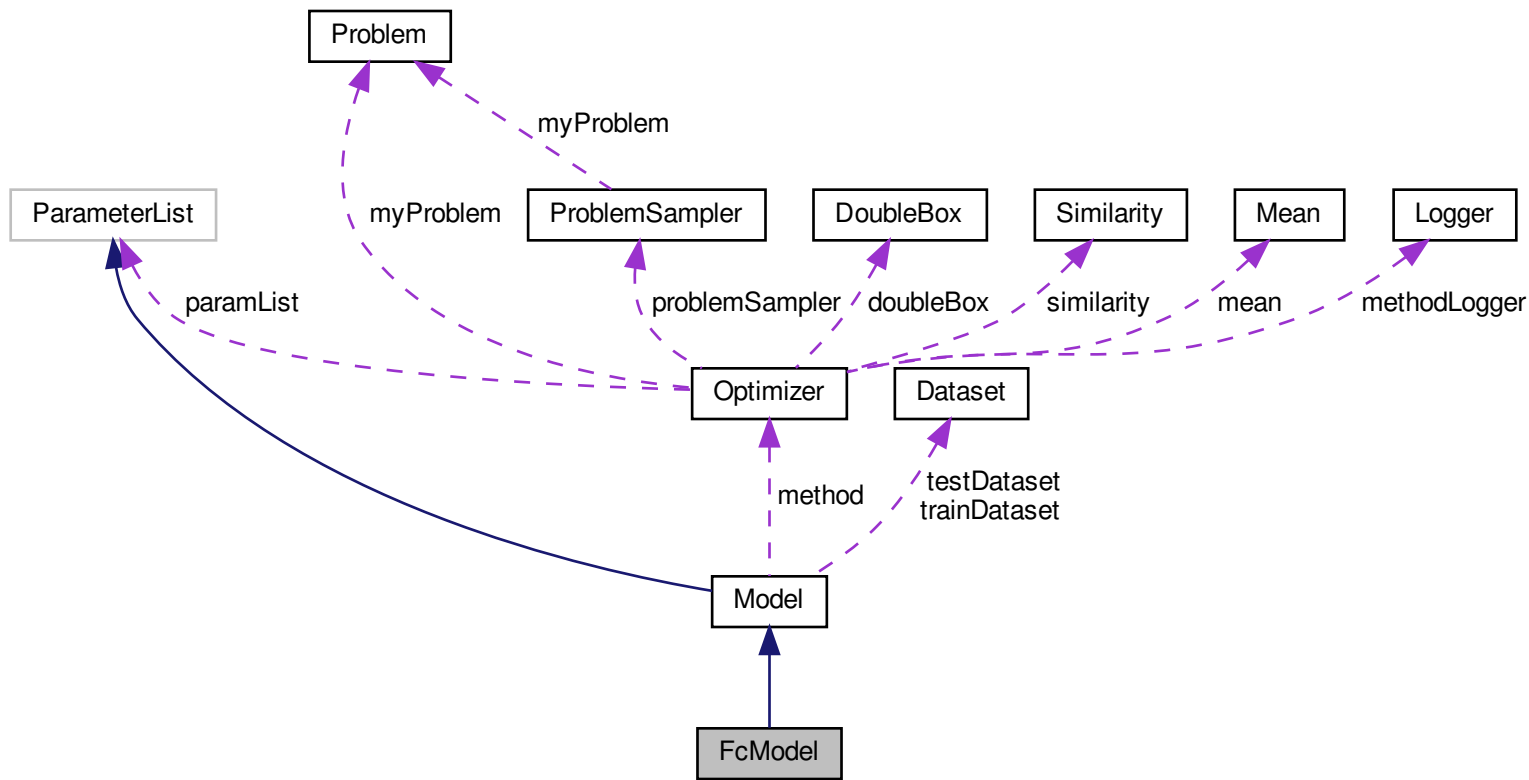 Problem
myProblem
ParameterList
myProblem
ProblemSampler
DoubleBox
Similarity
Mean
Logger
paramList
problemSampler
doubleBox
similarity
mean
methodLogger
Optimizer
Dataset
method
testDataset
trainDataset
Model
FcModel